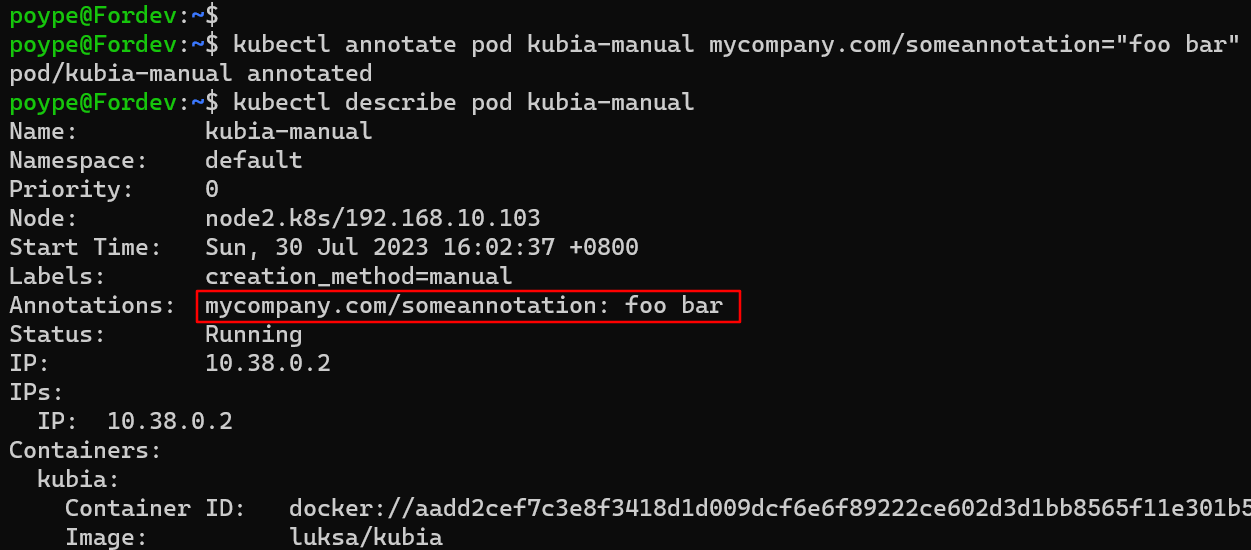 poype@Fordev:~$
poype@Fordev:~$ kubectl annotate pod kubia-manual mycompany.com/someannotation="foo bar"
pod/kubia-manual annotated
poype@Fordev:~$ kubectl describe pod kubia-manual
Name:         kubia-manual
Namespace:    default
Priority:     0
Node:         node2.k8s/192.168.10.103
Start Time:   Sun, 30 Jul 2023 16:02:37 +0800
Labels:       creation_method=manual
Annotations:  mycompany.com/someannotation: foo bar
Status:       Running
IP:           10.38.0.2
IPs:
  IP:  10.38.0.2
Containers:
  kubia:
    Container ID:   docker://aadd2cef7c3e8f3418d1d009dcf6e6f89222ce602d3d1bb8565f11e301b5
    Image:          luksa/kubia